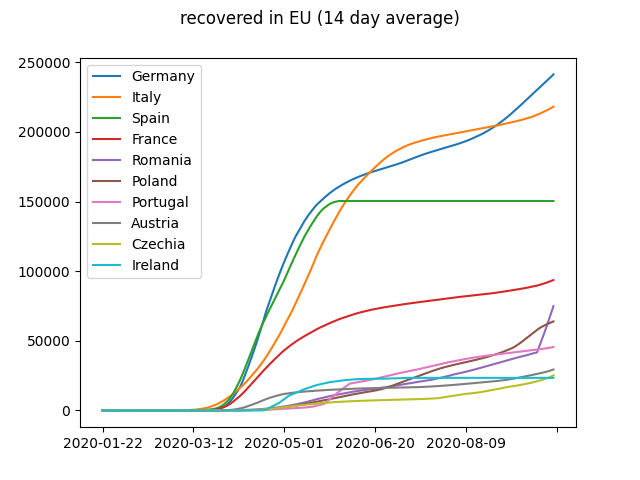 recovered in EU (14 day average)
250000
200000
150000
100000
50000
0
Germany
Italy
Spain
France
Romania
Poland
Portugal
Austria
Czechia
Ireland
2020-01-22 2020-03-12 2020-05-01 2020-06-20 2020-08-09